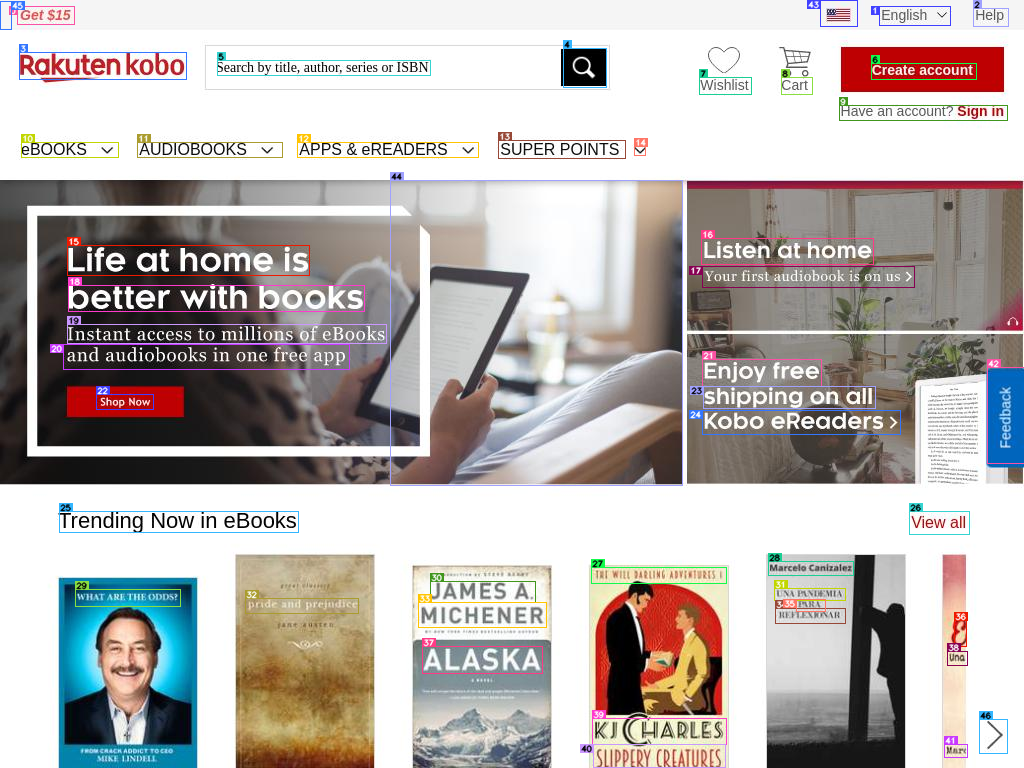 Get $15
English
Help
Rakuten kobo
Search by title, author, series or ISBN
Wishlist
Cart
Create account
Have an account? Sign in
eBOOKS
AUDIOBOOKS
APPS & eREADERS
SUPER POINTS
Life at home is
better with books
Instant access to millions of eBooks
and audiobooks in one free app
Shop Now
Listen at home
Your first audiobook is on us
Enjoy free
shipping on all
Kobo eReaders
Feedback
Trending Now in eBooks
View all
WHAT ARE THE ODDS?
FROM CRACK ADDICT TO CEO
MIKE LINDELL
great classics
pride and prejudice
jane austen
JAMES A.
MICHENER
ALASKA
A NOVEL
THE WILL DARLING ADVENTURES 1
KJ CHARLES
SLIPPERY CREATURES
Marcelo Canizalez
UNA PANDEMIA
PARA
REFLEXIONAR
Una